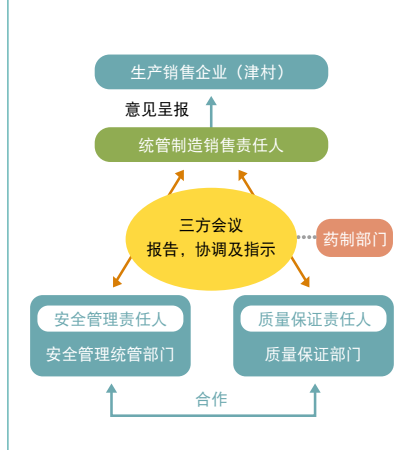 生产销售企业（津村）
意见呈报
统管制造销售责任人
三方会议
报告，协调及指示
药制部门
安全管理责任人
安全管理统管部门
质量保证责任人
质量保证部门
合作